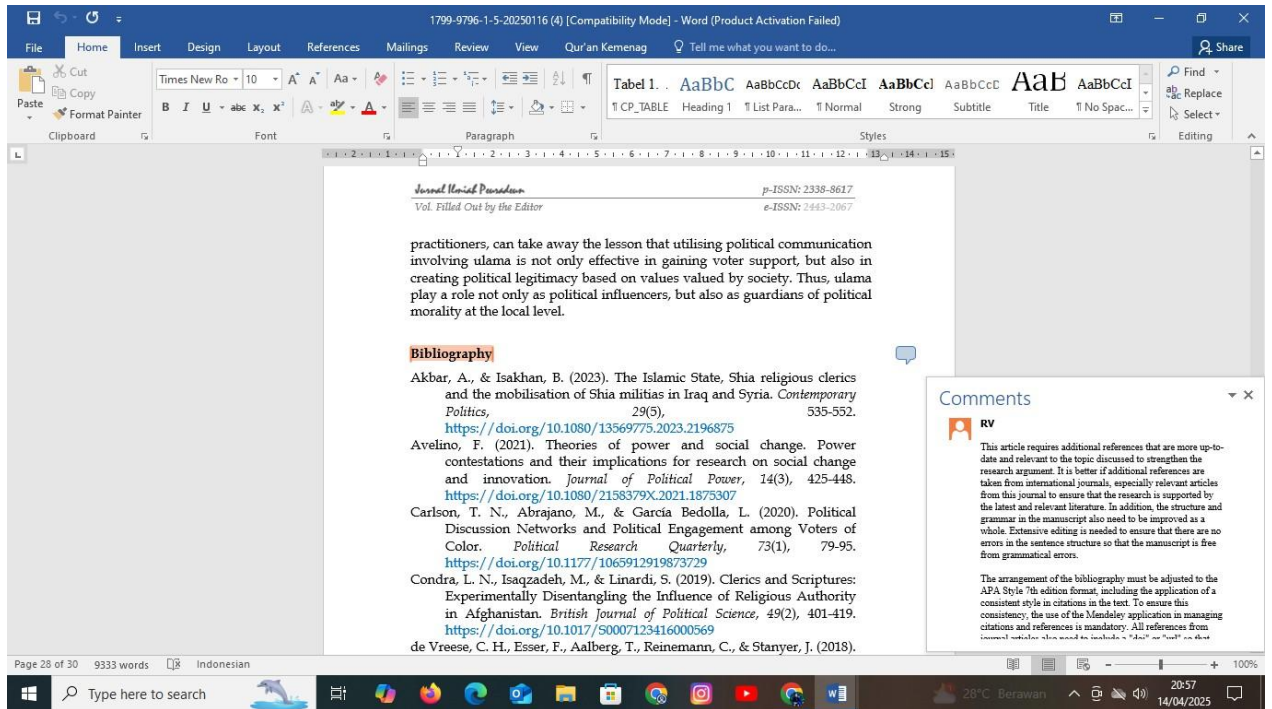 1799-9796-1-5-20250116 (4) [Compatibility Mode] - Word (Product Activation Failed)
File Home Insert Design Layout References Mailings Review View Qur'an Kemenag Tell me what you want to do... Share
Cut
Copy
Format Painter
Paste
Times New Ro 10
Tabel 1. . AaBbC AaBbCcDc AaBbCcI AaBbCcI AaBbCcD AaB AaBbCcI
¶ CP_TABLE Heading 1 ¶ List Para... ¶ Normal Strong Subtitle Title ¶ No Spac...
Find
Replace
Select
Clipboard Font Paragraph Styles Editing
Jurnal Ilmiah Peuradeun p-ISSN: 2338-8617
Vol. Filled Out by the Editor e-ISSN: 2443-2067
practitioners, can take away the lesson that utilising political communication
involving ulama is not only effective in gaining voter support, but also in
creating political legitimacy based on values valued by society. Thus, ulama
play a role not only as political influencers, but also as guardians of political
morality at the local level.
Bibliography
Akbar, A., & Isakhan, B. (2023). The Islamic State, Shia religious clerics
and the mobilisation of Shia militias in Iraq and Syria. Contemporary
Politics, 29(5), 535-552.
https://doi.org/10.1080/13569775.2023.2196875
Avelino, F. (2021). Theories of power and social change. Power
contestations and their implications for research on social change
and innovation. Journal of Political Power, 14(3), 425-448.
https://doi.org/10.1080/2158379X.2021.1875307
Carlson, T. N., Abrajano, M., & García Bedolla, L. (2020). Political
Discussion Networks and Political Engagement among Voters of
Color. Political Research Quarterly, 73(1), 79-95.
https://doi.org/10.1177/1065912919873729
Condra, L. N., Isaqzadeh, M., & Linardi, S. (2019). Clerics and Scriptures:
Experimentally Disentangling the Influence of Religious Authority
in Afghanistan. British Journal of Political Science, 49(2), 401-419.
https://doi.org/10.1017/S0007123416000569
de Vreese, C. H., Esser, F., Aalberg, T., Reinemann, C., & Stanyer, J. (2018).
Comments
RV
This article requires additional references that are more up-to-
date and relevant to the topic discussed to strengthen the
research argument. It is better if additional references are
taken from international journals, especially relevant articles
from this journal to ensure that the research is supported by
the latest and relevant literature. In addition, the structure and
grammar in the manuscript also need to be improved as a
whole. Extensive editing is needed to ensure that there are no
errors in the sentence structure so that the manuscript is free
from grammatical errors.
The arrangement of the bibliography must be adjusted to the
APA Style 7th edition format, including the application of a
consistent style in citations in the text. To ensure this
consistency, the use of the Mendeley application in managing
citations and references is mandatory. All references from
journal articles also need to include a "doi" or "url" so that
Page 28 of 30 9333 words Indonesian 100%
Type here to search
28°C Berawan
20:57
14/04/2025